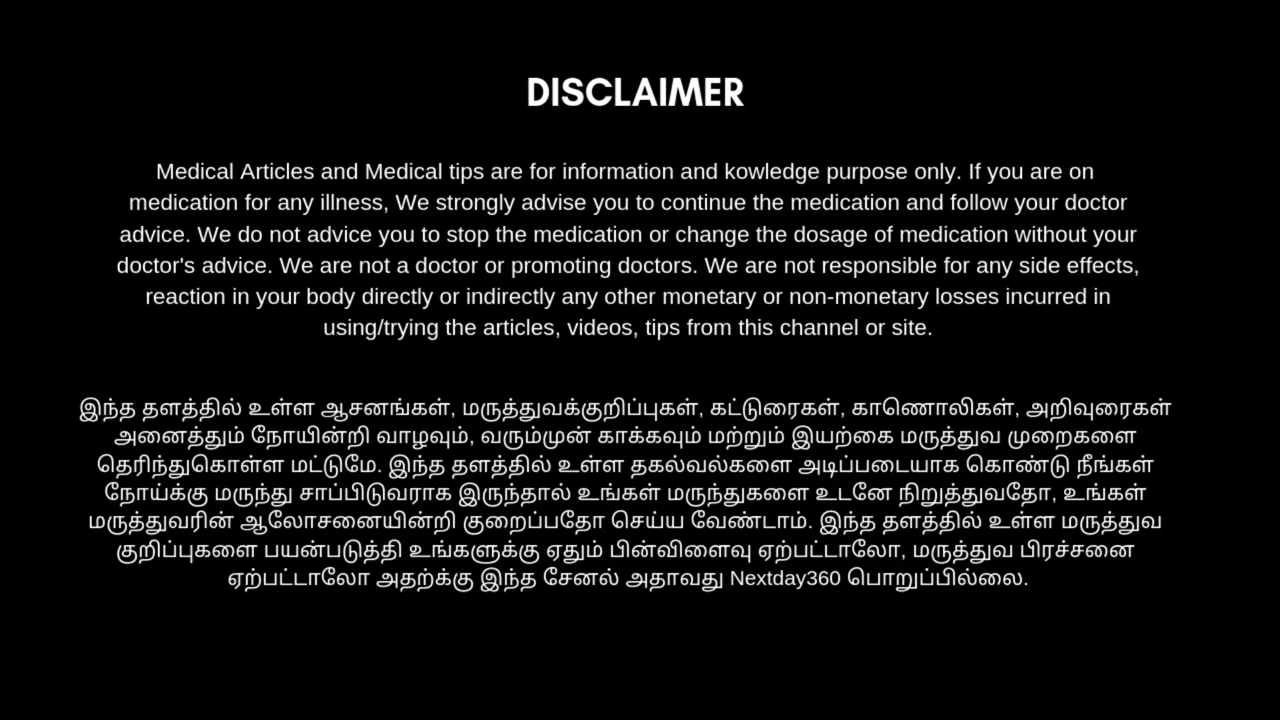 DISCLAIMER
Medical Articles and Medical tips are for information and kowledge purpose only. If you are on
medication for any illness, We strongly advise you to continue the medication and follow your doctor
advice. We do not advice you to stop the medication or change the dosage of medication without your
doctor's advice. We are not a doctor or promoting doctors. We are not responsible for any side effects,
reaction in your body directly or indirectly any other monetary or non-monetary losses incurred in
using/trying the articles, videos, tips from this channel or site.
இந்த தளத்தில் உள்ள ஆசனங்கள், மருத்துவக்குறிப்புகள், கட்டுரைகள், காணொலிகள், அறிவுரைகள்
அனைத்தும் நோயின்றி வாழவும், வரும்முன் காக்கவும் மற்றும் இயற்கை மருத்துவ முறைகளை
தெரிந்துகொள்ள மட்டுமே. இந்த தளத்தில் உள்ள தகல்வல்களை அடிப்படையாக கொண்டு நீங்கள்
நோய்க்கு மருந்து சாப்பிடுவராக இருந்தால் உங்கள் மருந்துகளை உடனே நிறுத்துவதோ, உங்கள்
மருத்துவரின் ஆலோசனையின்றி குறைப்பதோ செய்ய வேண்டாம். இந்த தளத்தில் உள்ள மருத்துவ
குறிப்புகளை பயன்படுத்தி உங்களுக்கு ஏதும் பின்விளைவு ஏற்பட்டாலோ, மருத்துவ பிரச்சனை
ஏற்பட்டாலோ அதற்க்கு இந்த சேனல் அதாவது Nextday360 பொறுப்பில்லை.